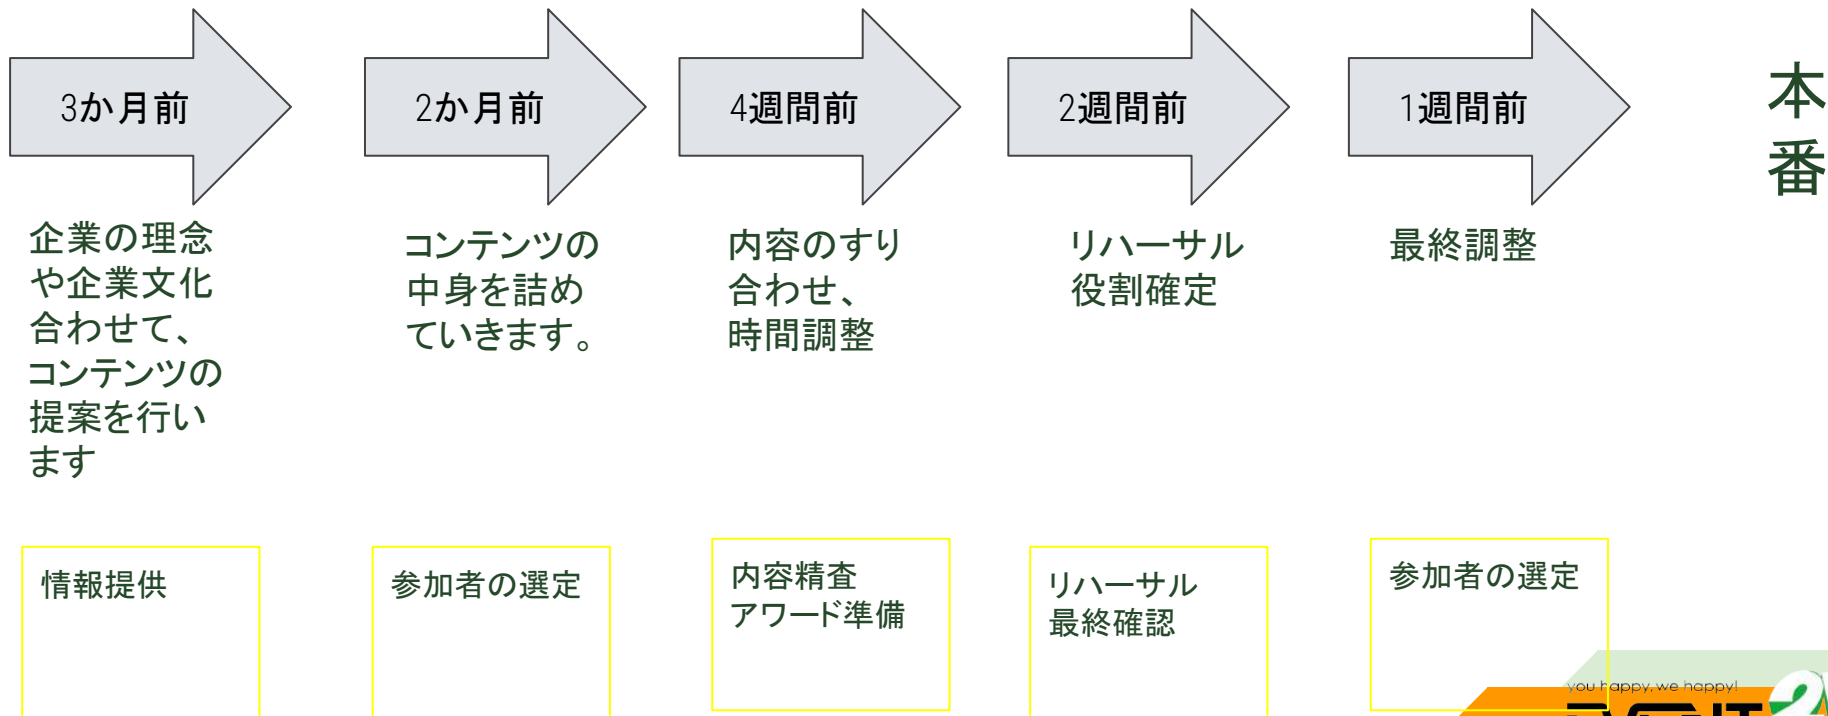 3か月前
2か月前
4週間前
2週間前
1週間前
本
番
企業の理念
や企業文化
合わせて、
コンテンツの
提案を行い
ます
コンテンツの
中身を詰め
ていきます。
内容のすり
合わせ、
時間調整
リハーサル
役割確定
最終調整
情報提供
参加者の選定
内容精査
アワード準備
リハーサル
最終確認
参加者の選定
you happy, we happy!